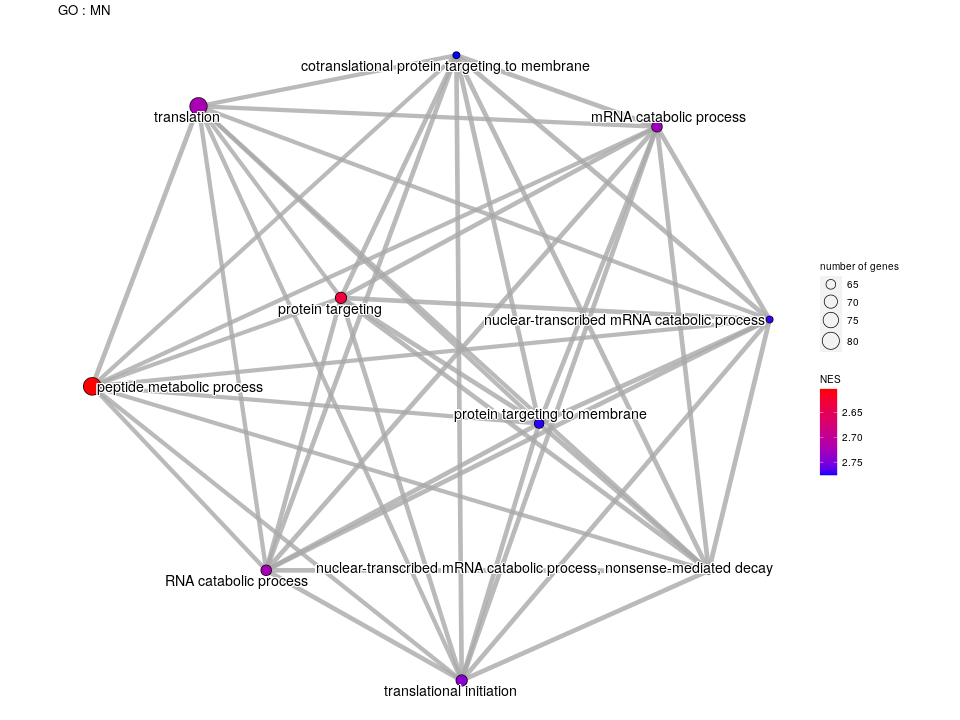 GO : MN
cotranslational protein targeting to membrane
translation
mRNA catabolic process
protein targeting
nuclear-transcribed mRNA catabolic process
peptide metabolic process
protein targeting to membrane
RNA catabolic process
nuclear-transcribed mRNA catabolic process, nonsense-mediated decay
translational initiation
number of genes
65
70
75
80
NES
2.65
2.70
2.75